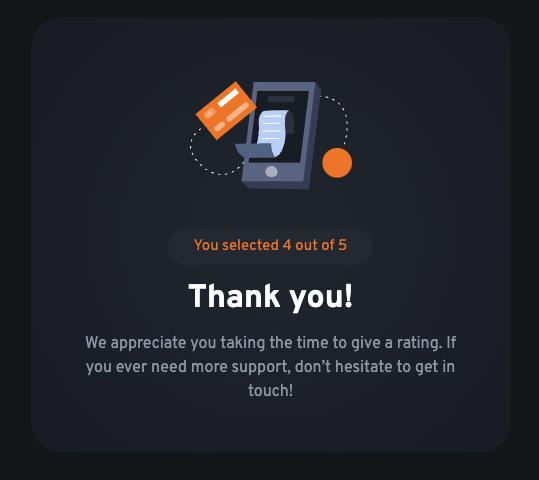 You selected 4 out of 5
Thank you!
We appreciate you taking the time to give a rating. If
you ever need more support, don’t hesitate to get in
touch!